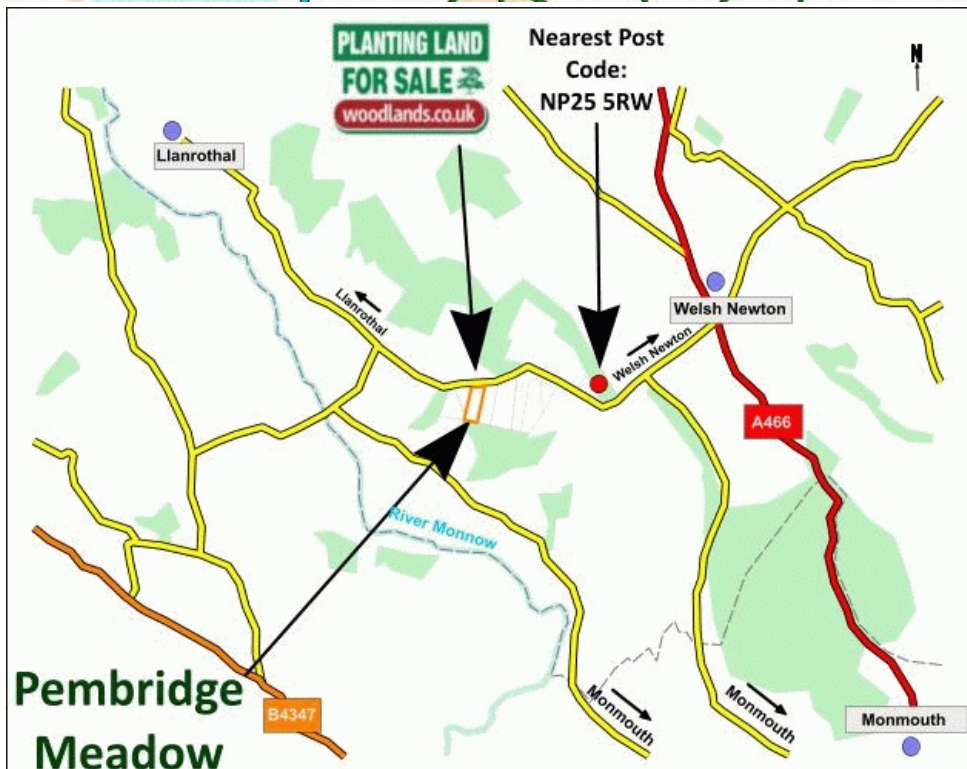 PLANTING LAND
FOR SALE
woodlands.co.uk
Nearest Post
Code:
NP25 5RW
N
Llanrothal
Llanrothal
Welsh Newton
Welsh Newton
A466
River Monnow
Pembridge
Meadow
B4347
Monmouth
Monmouth
Monmouth